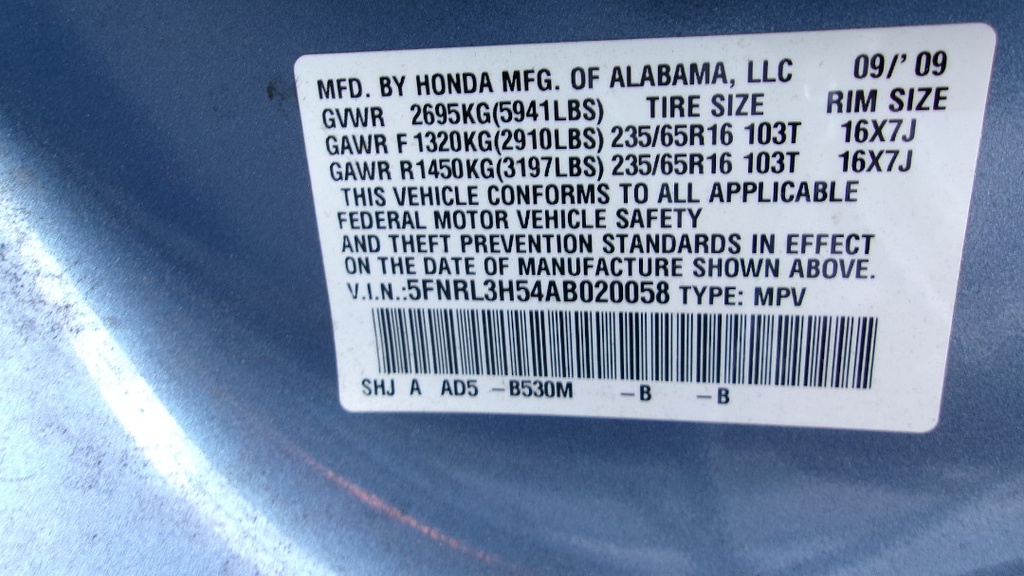 MFD. BY HONDA MFG. OF ALABAMA, LLC 09/' 09
GVWR 2695KG(5941LBS) TIRE SIZE RIM SIZE
GAWR F 1320KG(2910LBS) 235/65R16 103T 16X7J
GAWR R1450KG(3197LBS) 235/65R16 103T 16X7J
THIS VEHICLE CONFORMS TO ALL APPLICABLE
FEDERAL MOTOR VEHICLE SAFETY
AND THEFT PREVENTION STANDARDS IN EFFECT
ON THE DATE OF MANUFACTURE SHOWN ABOVE.
V.I.N.:5FNRL3H54AB020058 TYPE: MPV
SHJ A AD5 –B530M –B –B